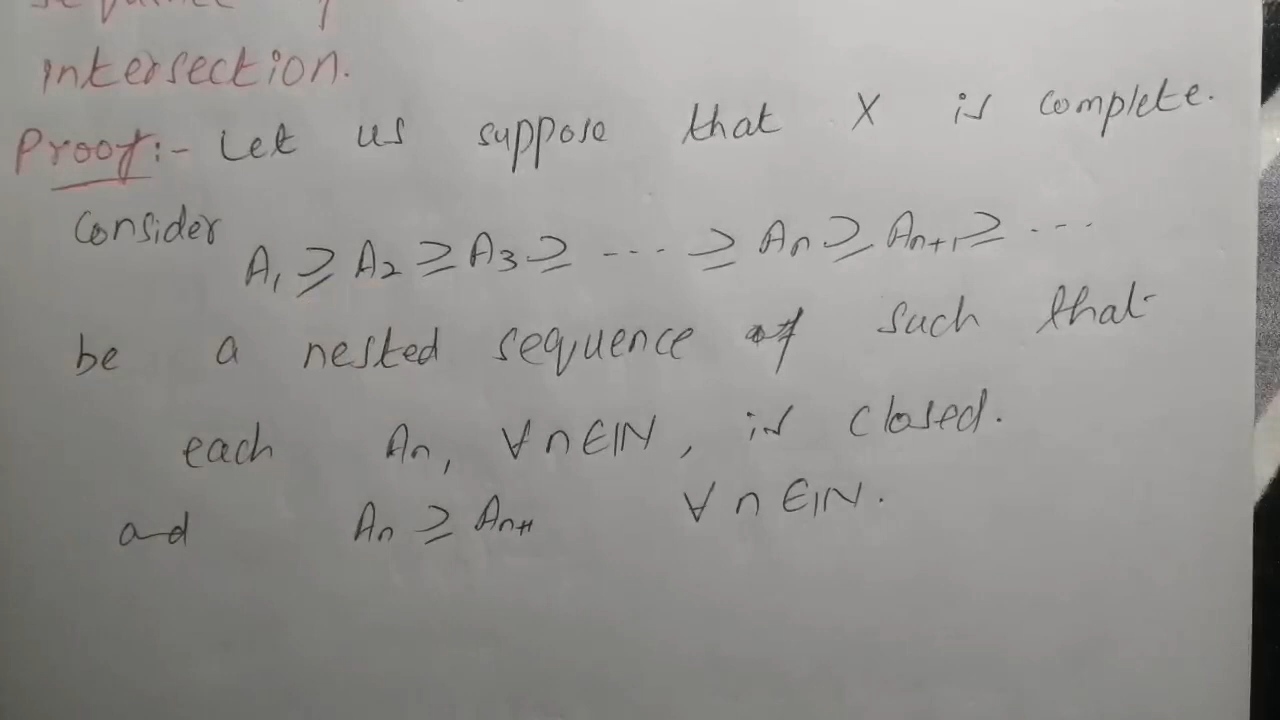 intersection.
Proof:- Let us suppose that X is complete.
Consider
A₁ ⊇ A₂ ⊇ A₃ ⊇ --- ⊇ Aₙ ⊇ Aₙ₊₁ ⊇ ---
be a nested sequence of such that
each Aₙ, ∀ n ∈ ℕ, is closed.
and Aₙ ⊇ Aₙ₊₁ ∀ n ∈ ℕ.